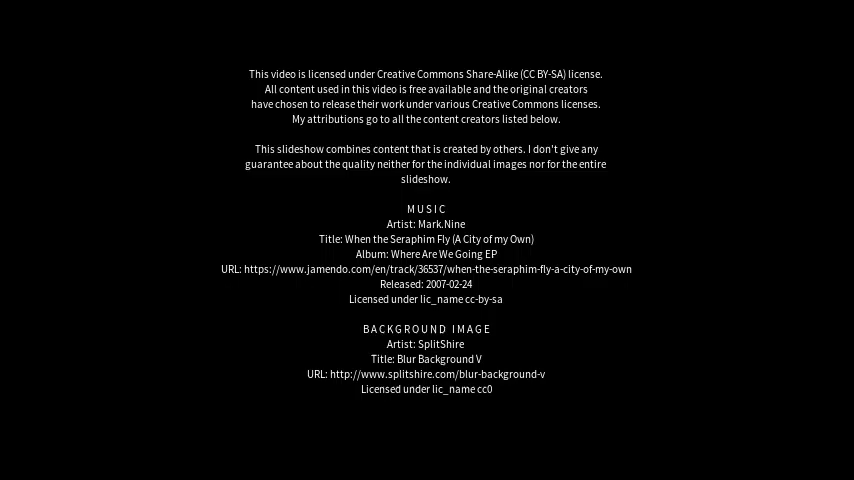 This video is licensed under Creative Commons Share-Alike (CC BY-SA) license.
All content used in this video is free available and the original creators
have chosen to release their work under various Creative Commons licenses.
My attributions go to all the content creators listed below.
This slideshow combines content that is created by others. I don't give any
guarantee about the quality neither for the individual images nor for the entire
slideshow.
MUSIC
Artist: Mark.Nine
Title: When the Seraphim Fly (A City of my Own)
Album: Where Are We Going EP
URL: https://www.jamendo.com/en/track/36537/when-the-seraphim-fly-a-city-of-my-own
Released: 2007-02-24
Licensed under lic_name cc-by-sa
BACKGROUND IMAGE
Artist: SplitShire
Title: Blur Background V
URL: http://www.splitshire.com/blur-background-v
Licensed under lic_name cc0